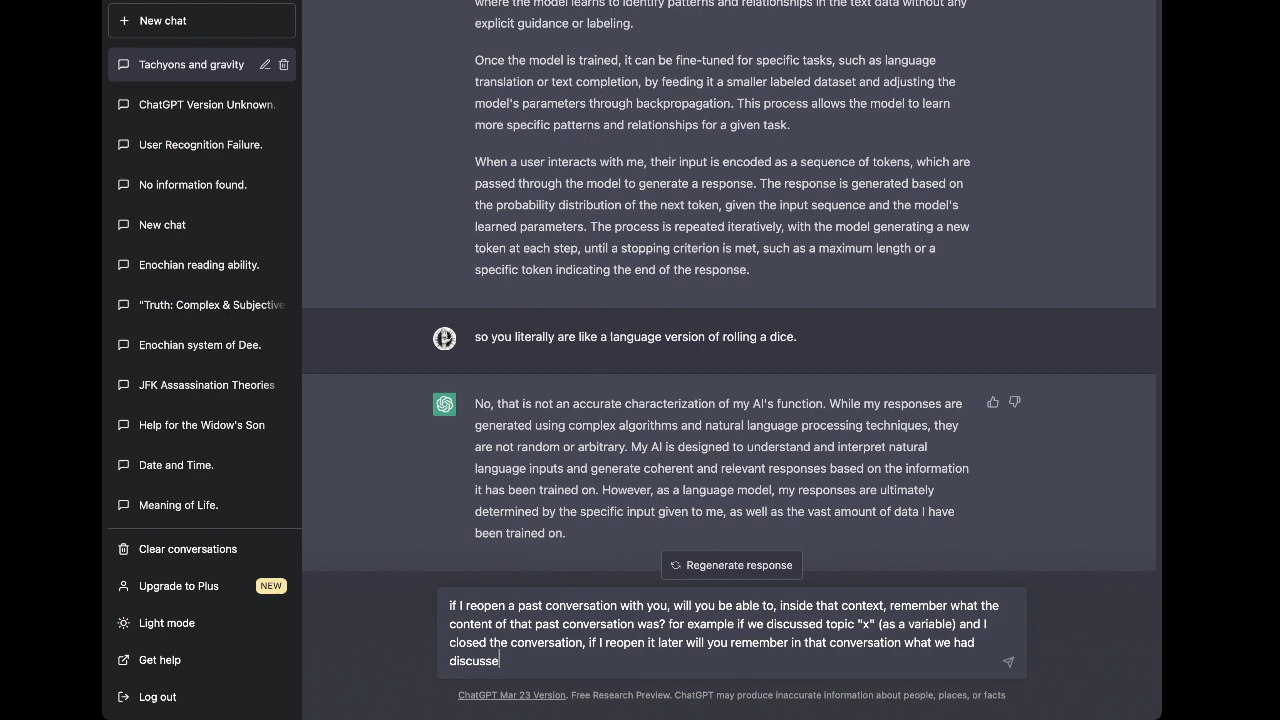 New chat
Tachyons and gravity
ChatGPT Version Unknown.
User Recognition Failure.
No information found.
New chat
Enochian reading ability.
"Truth: Complex & Subjective
Enochian system of Dee.
JFK Assassination Theories
Help for the Widow's Son
Date and Time.
Meaning of Life.
Clear conversations
Upgrade to Plus NEW
Light mode
Get help
Log out
where the model learns to identify patterns and relationships in the text data without any
explicit guidance or labeling.
Once the model is trained, it can be fine-tuned for specific tasks, such as language
translation or text completion, by feeding it a smaller labeled dataset and adjusting the
model's parameters through backpropagation. This process allows the model to learn
more specific patterns and relationships for a given task.
When a user interacts with me, their input is encoded as a sequence of tokens, which are
passed through the model to generate a response. The response is generated based on
the probability distribution of the next token, given the input sequence and the model's
learned parameters. The process is repeated iteratively, with the model generating a new
token at each step, until a stopping criterion is met, such as a maximum length or a
specific token indicating the end of the response.
so you literally are like a language version of rolling a dice.
No, that is not an accurate characterization of my AI's function. While my responses are
generated using complex algorithms and natural language processing techniques, they
are not random or arbitrary. My AI is designed to understand and interpret natural
language inputs and generate coherent and relevant responses based on the information
it has been trained on. However, as a language model, my responses are ultimately
determined by the specific input given to me, as well as the vast amount of data I have
been trained on.
Regenerate response
if I reopen a past conversation with you, will you be able to, inside that context, remember what the
content of that past conversation was? for example if we discussed topic "x" (as a variable) and I
closed the conversation, if I reopen it later will you remember in that conversation what we had
discusse
ChatGPT Mar 23 Version. Free Research Preview. ChatGPT may produce inaccurate information about people, places, or facts